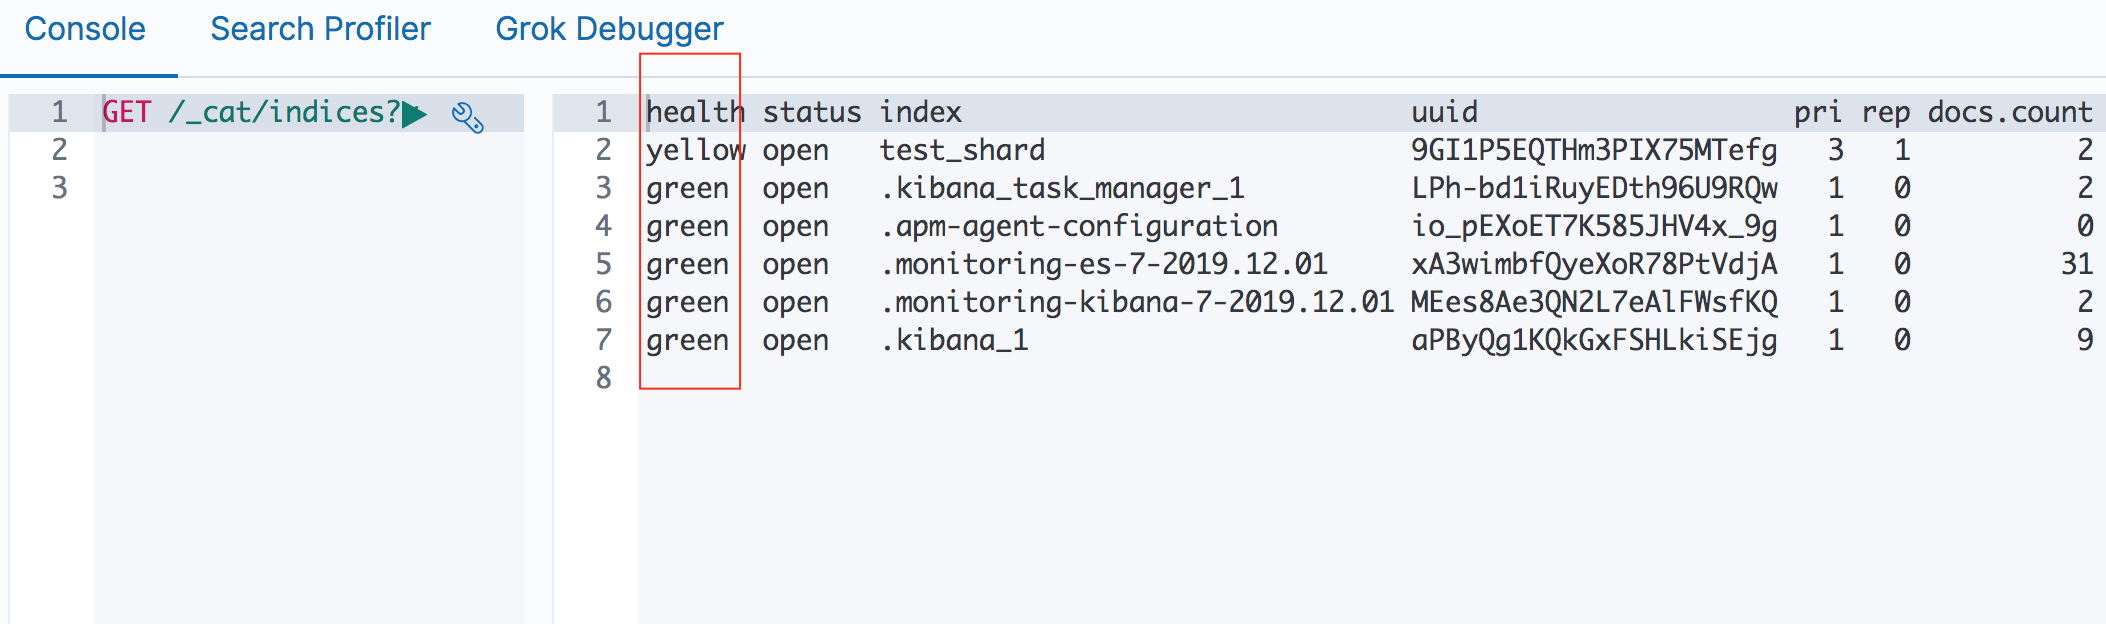 Console Search Profiler Grok Debugger
1 GET /_cat/indices?
2
3
1 health status index uuid pri rep docs.count
2 yellow open test_shard 9GI1P5EQTHm3PIX75MTefg 3 1 2
3 green open .kibana_task_manager_1 LPh-bd1iRuyEDth96U9RQw 1 0 2
4 green open .apm-agent-configuration io_pEXoET7K585JHV4x_9g 1 0 0
5 green open .monitoring-es-7-2019.12.01 xA3wimbfQyeXoR78PtVdjA 1 0 31
6 green open .monitoring-kibana-7-2019.12.01 MEes8Ae3QN2L7eAlFWsfKQ 1 0 2
7 green open .kibana_1 aPByQg1KQkGxFSHLkiSEjg 1 0 9
8